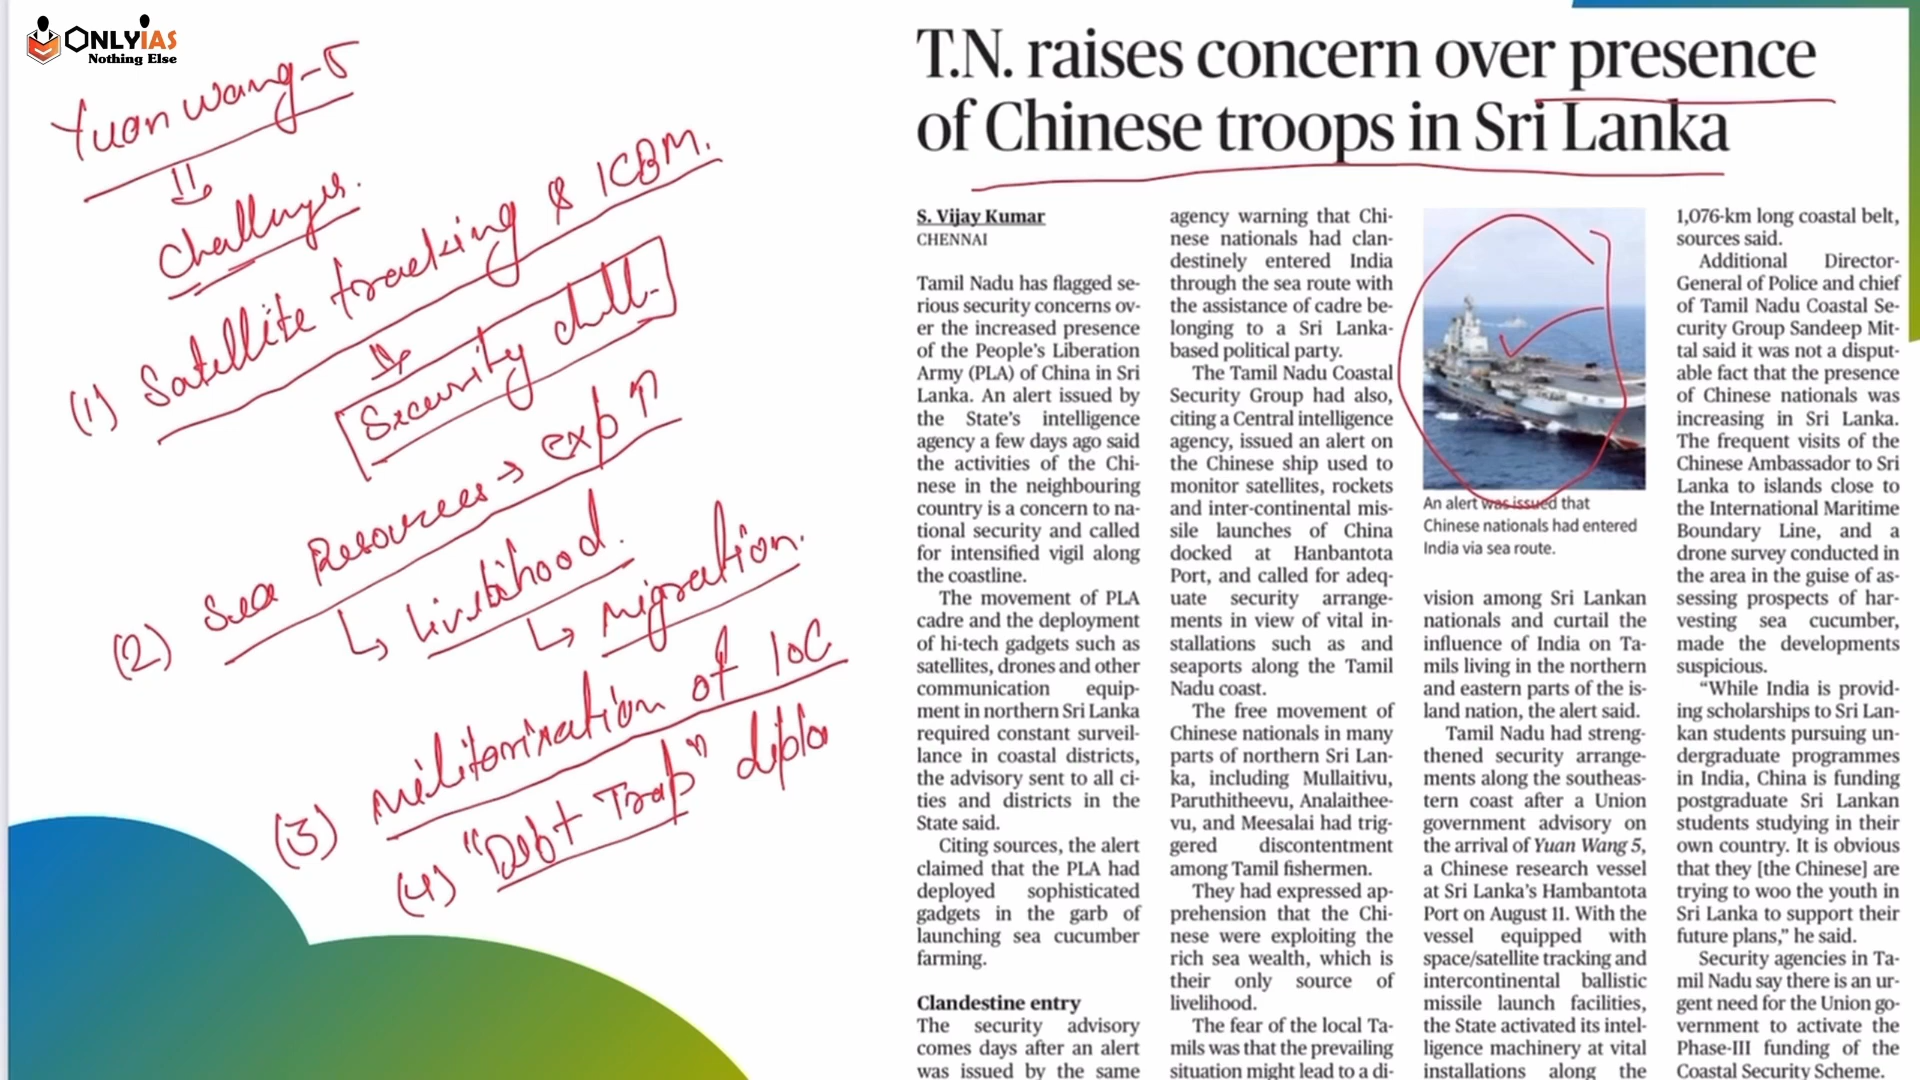 ONLYIAS
Nothing Else
Yuan wang-5
Challenges.
(1) Satellite tracking & ICBM.
Security chall.
(2) Sea Resources → exp ↑
↳ livelihood.
↳ migration.
(3) militarization of IOC
(4) "Debt Trap" diplo
T.N. raises concern over presence
of Chinese troops in Sri Lanka
S. Vijay Kumar
CHENNAI
Tamil Nadu has flagged se-
rious security concerns ov-
er the increased presence
of the People's Liberation
Army (PLA) of China in Sri
Lanka. An alert issued by
the State's intelligence
agency a few days ago said
the activities of the Chi-
nese in the neighbouring
country is a concern to na-
tional security and called
for intensified vigil along
the coastline.
The movement of PLA
cadre and the deployment
of hi-tech gadgets such as
satellites, drones and other
communication equip-
ment in northern Sri Lanka
required constant surveil-
lance in coastal districts,
the advisory sent to all ci-
ties and districts in the
State said.
Citing sources, the alert
claimed that the PLA had
deployed sophisticated
gadgets in the garb of
launching sea cucumber
farming.
Clandestine entry
The security advisory
comes days after an alert
was issued by the same
agency warning that Chi-
nese nationals had clan-
destinely entered India
through the sea route with
the assistance of cadre be-
longing to a Sri Lanka-
based political party.
The Tamil Nadu Coastal
Security Group had also,
citing a Central intelligence
agency, issued an alert on
the Chinese ship used to
monitor satellites, rockets
and inter-continental mis-
sile launches of China
docked at Hanbantota
Port, and called for adeq-
uate security arrange-
ments in view of vital in-
stallations such as and
seaports along the Tamil
Nadu coast.
The free movement of
Chinese nationals in many
parts of northern Sri Lan-
ka, including Mullaitivu,
Paruthitheevu, Analaithee-
vu, and Meesalai had trig-
gered discontentment
among Tamil fishermen.
They had expressed ap-
prehension that the Chi-
nese were exploiting the
rich sea wealth, which is
their only source of
livelihood.
The fear of the local Ta-
mils was that the prevailing
situation might lead to a di-
An alert was issued that
Chinese nationals had entered
India via sea route.
vision among Sri Lankan
nationals and curtail the
influence of India on Ta-
mils living in the northern
and eastern parts of the is-
land nation, the alert said.
Tamil Nadu had streng-
thened security arrange-
ments along the southeas-
tern coast after a Union
government advisory on
the arrival of Yuan Wang 5,
a Chinese research vessel
at Sri Lanka's Hambantota
Port on August 11. With the
vessel equipped with
space/satellite tracking and
intercontinental ballistic
missile launch facilities,
the State activated its intel-
ligence machinery at vital
installations along the
1,076-km long coastal belt,
sources said.
Additional Director-
General of Police and chief
of Tamil Nadu Coastal Se-
curity Group Sandeep Mit-
tal said it was not a disput-
able fact that the presence
of Chinese nationals was
increasing in Sri Lanka.
The frequent visits of the
Chinese Ambassador to Sri
Lanka to islands close to
the International Maritime
Boundary Line, and a
drone survey conducted in
the area in the guise of as-
sessing prospects of har-
vesting sea cucumber,
made the developments
suspicious.
"While India is provid-
ing scholarships to Sri Lan-
kan students pursuing un-
dergraduate programmes
in India, China is funding
postgraduate Sri Lankan
students studying in their
own country. It is obvious
that they [the Chinese] are
trying to woo the youth in
Sri Lanka to support their
future plans," he said.
Security agencies in Ta-
mil Nadu say there is an ur-
gent need for the Union go-
vernment to activate the
Phase-III funding of the
Coastal Security Scheme.